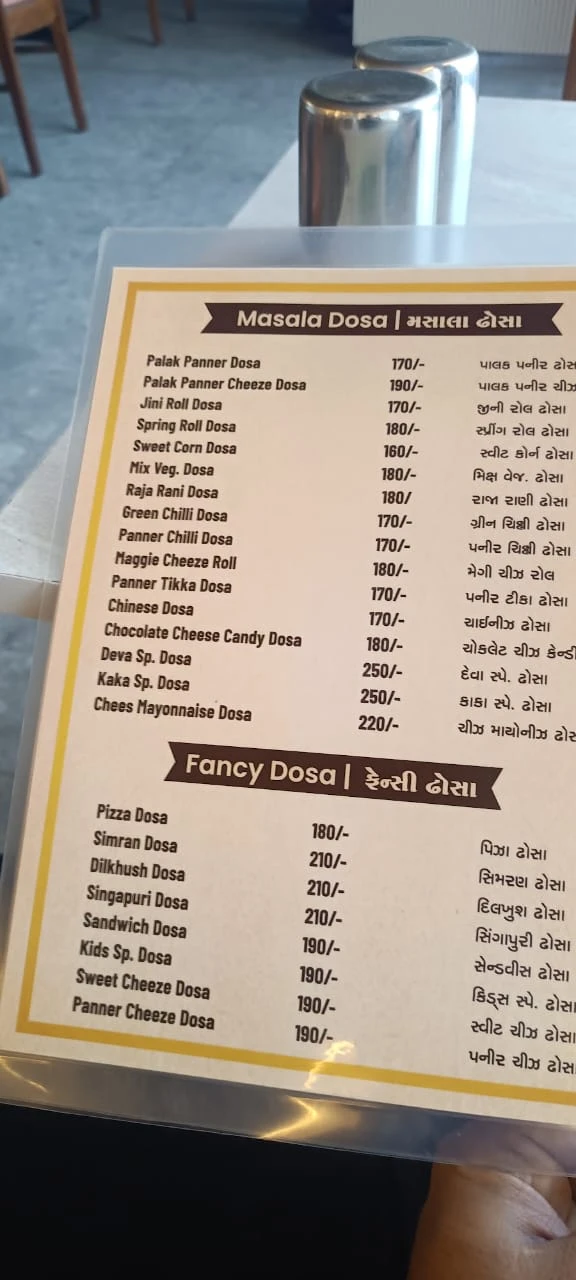 Masala Dosa | મસાલા ઢોસા
Palak Panner Dosa 170/- પાલક પનીર
Palak Panner Cheeze Dosa 190/- પાલક પનીર ચીઝ
Jini Roll Dosa 170/- જીની રોલ ઢોસા
Spring Roll Dosa 180/- સ્પ્રીંગ રોલ ઢોસા
Sweet Corn Dosa 160/- સ્વીટ કોર્ન ઢોસા
Mix Veg. Dosa 180/- મિક્ષ વેજ. ઢોસા
Raja Rani Dosa 180/ રાજા રાણી ઢોસા
Green Chilli Dosa 170/- ગ્રીન ચિલ્લી ઢોસા
Panner Chilli Dosa 170/- પનીર ચિલ્લી ઢોસા
Maggie Cheeze Roll 180/- મેગી ચીઝ રોલ
Panner Tikka Dosa 170/- પનીર ટીકા ઢોસા
Chinese Dosa 170/- ચાઈનીઝ ઢોસા
Chocolate Cheese Candy Dosa 180/- ચોકલેટ ચીઝ
Deva Sp. Dosa 250/- દેવા સ્પે. ઢોસા
Kaka Sp. Dosa 250/- કાકા સ્પે. ઢોસા
Chees Mayonnaise Dosa 220/- ચીઝ માયોનીઝ
Fancy Dosa | ફેન્સી ઢોસા
Pizza Dosa 180/- પિઝા ઢોસા
Simran Dosa 210/- સિમરણ ઢોસા
Dilkhush Dosa 210/- દિલખુશ ઢોસા
Singapuri Dosa 210/- સિંગાપુરી ઢોસા
Sandwich Dosa 190/- સેન્ડવીસ ઢોસા
Kids Sp. Dosa 190/- કિડ્સ સ્પે. ઢોસા
Sweet Cheeze Dosa 190/- સ્વીટ ચીઝ ઢોસા
Panner Cheeze Dosa 190/- પનીર ચીઝ ઢોસા